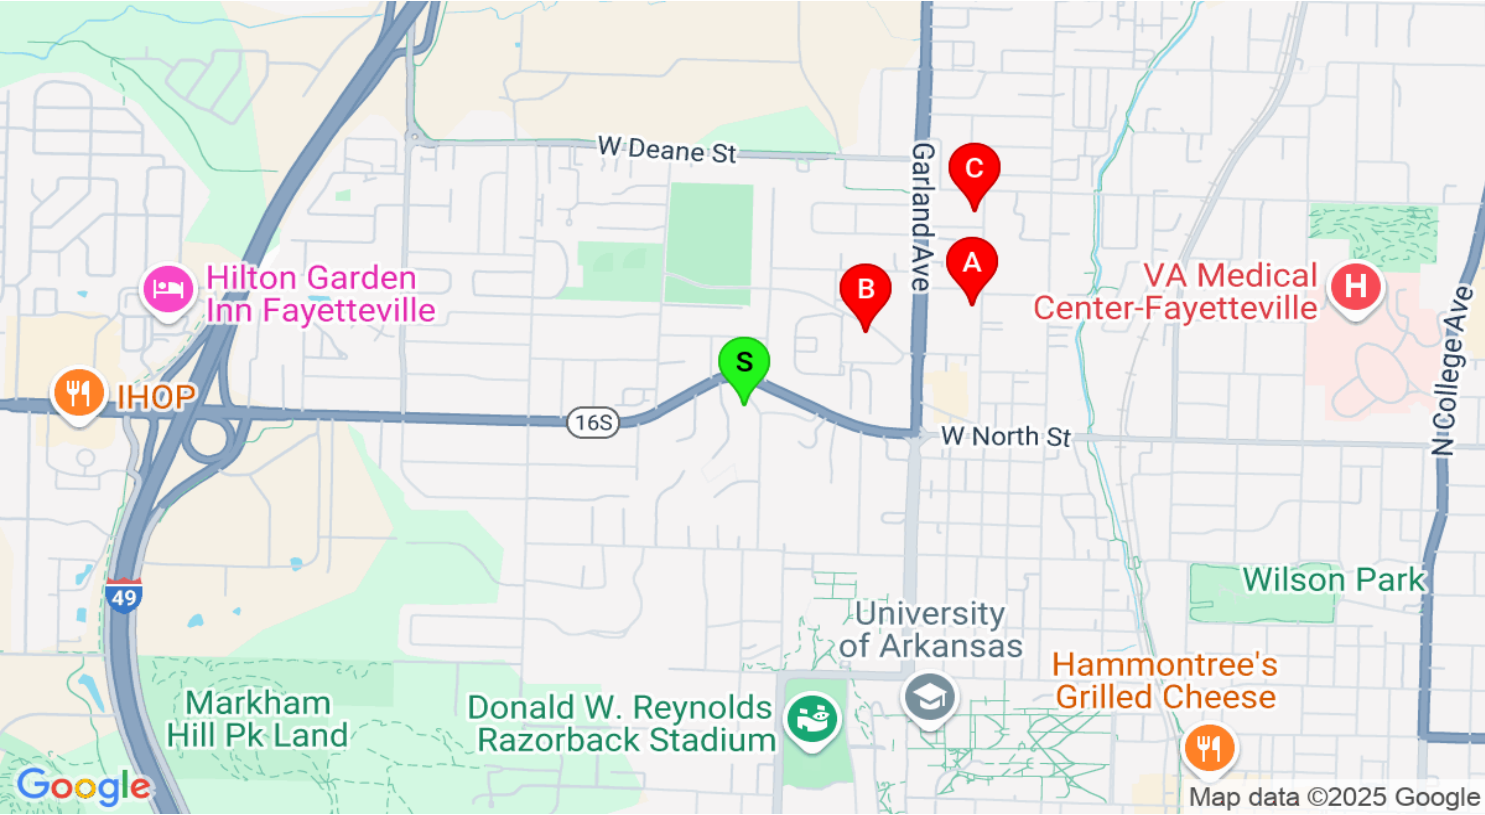 W Deane St
Garland Ave
C
A
B
Hilton Garden
Inn Fayetteville
VA Medical
Center-Fayetteville
H
N College Ave
S
IHOP
16S
W North St
49
Wilson Park
University
of Arkansas
Hammontree's
Grilled Cheese
Markham
Hill Pk Land
Donald W. Reynolds
Razorback Stadium
Google
Map data ©2025 Google